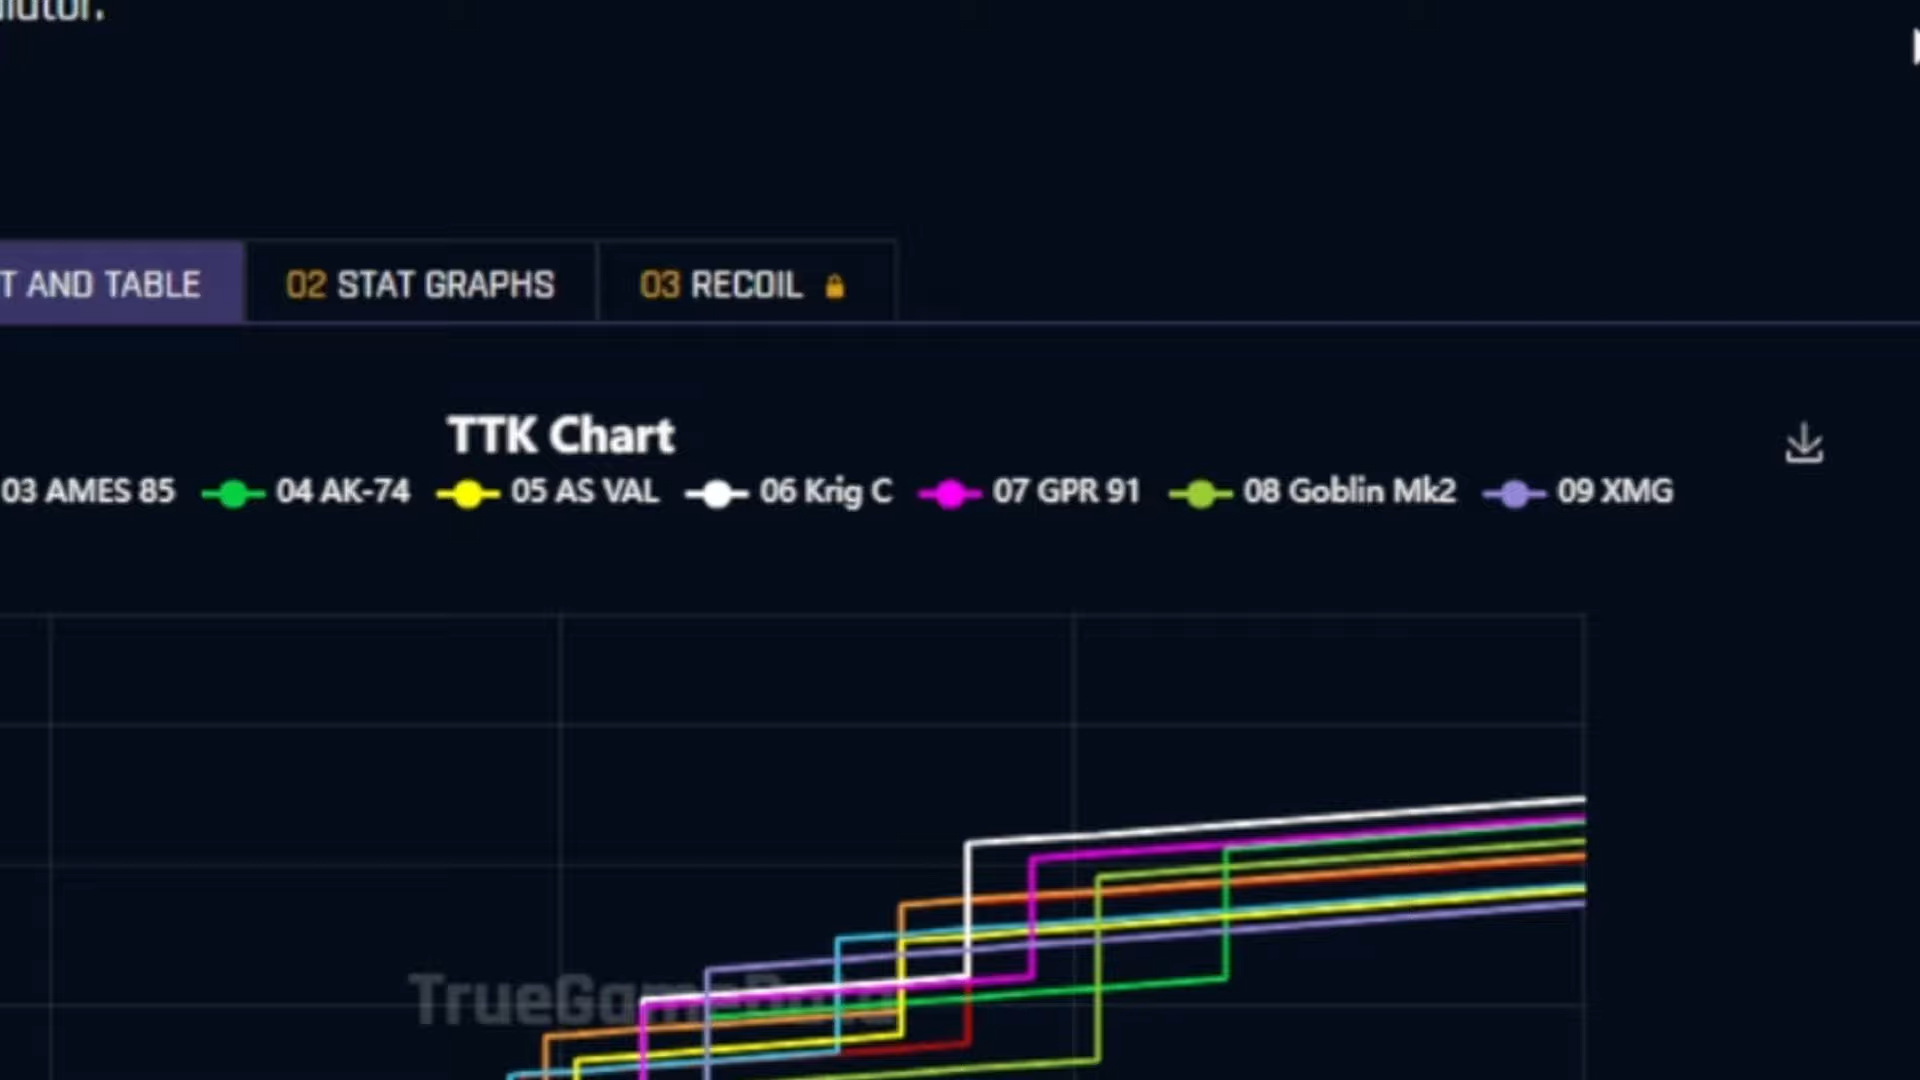 T AND TABLE
02 STAT GRAPHS
03 RECOIL
TTK Chart
03 AMES 85
04 AK-74
05 AS VAL
06 Krig C
07 GPR 91
08 Goblin Mk2
09 XMG
TrueGameData